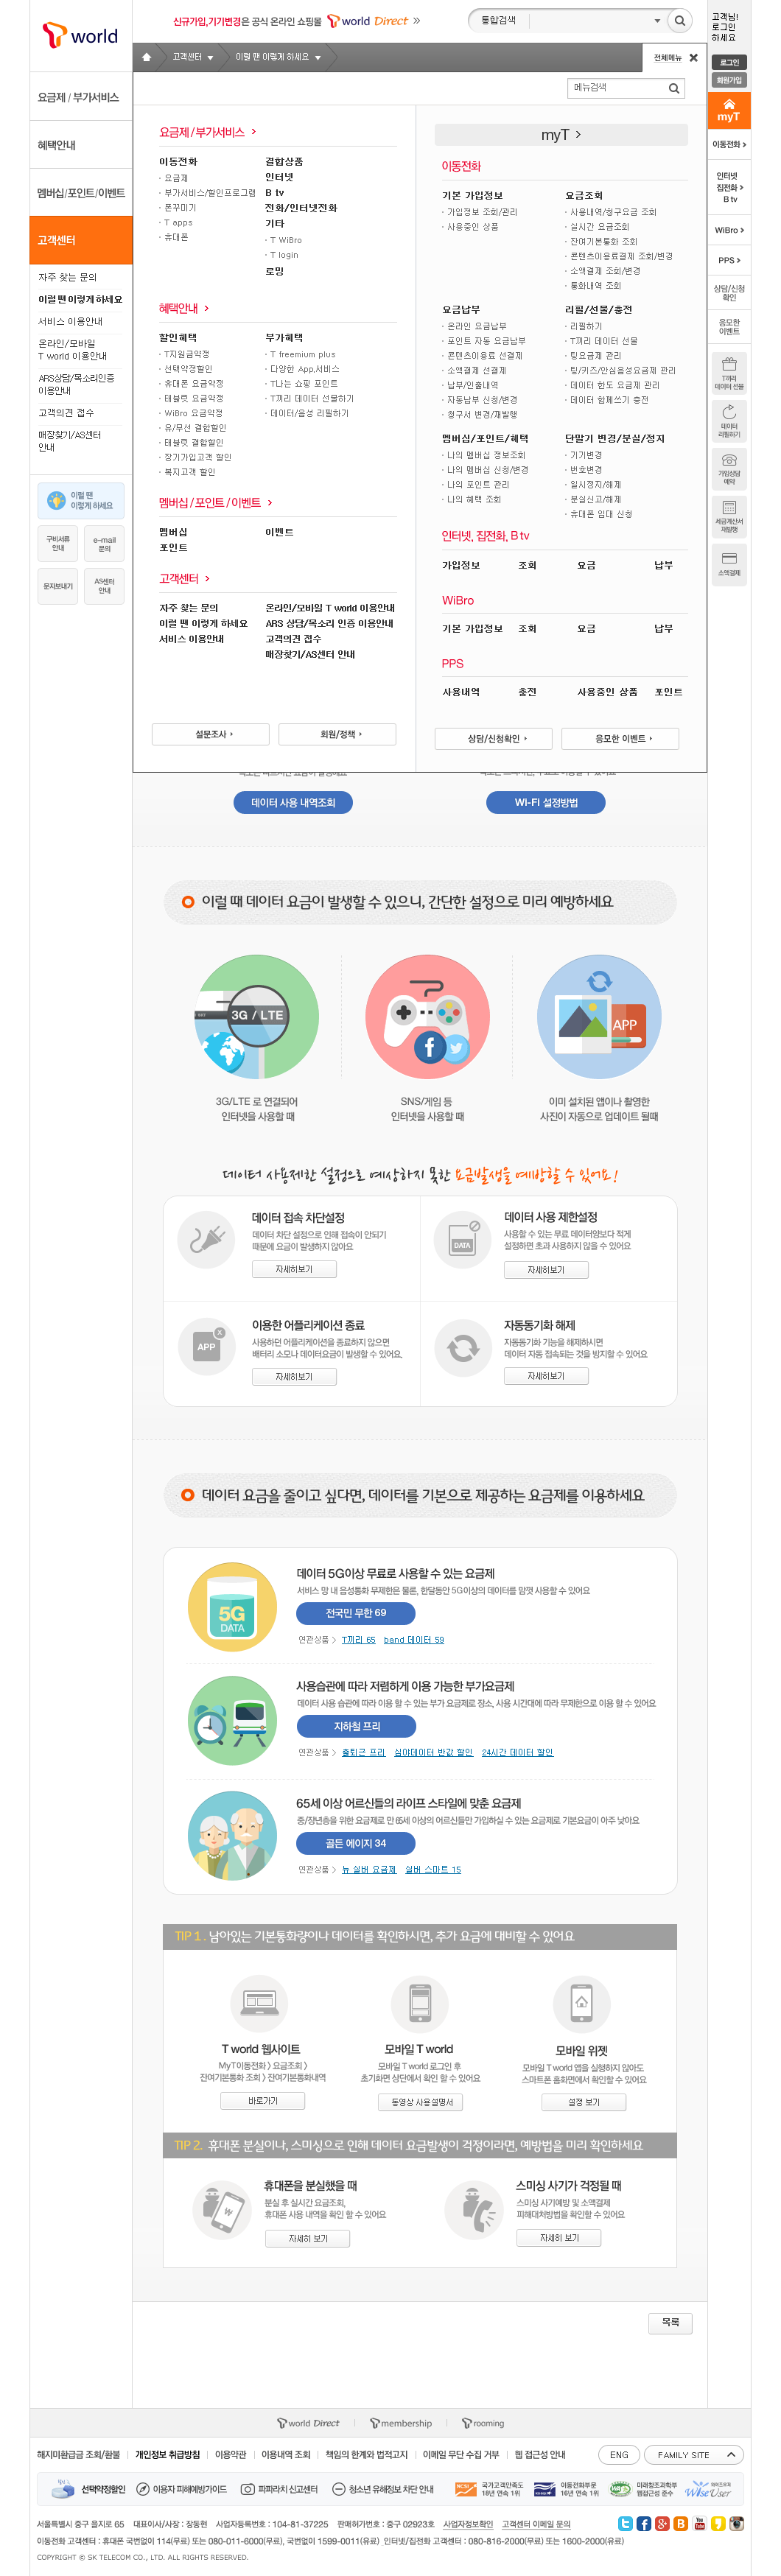 T world
요금제 / 부가서비스
혜택안내
멤버십/포인트/이벤트
고객센터
자주 찾는 문의
이럴 땐 이렇게 하세요
서비스 이용안내
온라인/모바일
T world 이용안내
ARS상담/목소리인증
이용안내
고객의견 접수
매장찾기/AS센터
안내
이럴 땐
이렇게 하세요
구비서류
안내
e-mail
문의
문자보내기
AS센터
안내
신규가입,기기변경은 공식 온라인 쇼핑몰 T world Direct »
통합검색
고객센터
이럴 땐 이렇게 하세요
전체메뉴
메뉴검색
요금제 / 부가서비스
이동전화
요금제
부가서비스/할인프로그램
폰꾸미기
T apps
휴대폰
결합상품
인터넷
B tv
전화/인터넷전화
기타
T WiBro
T login
로밍
혜택안내
할인혜택
T지원금약정
선택약정할인
휴대폰 요금약정
태블릿 요금약정
WiBro 요금약정
유/무선 결합할인
태블릿 결합할인
장기가입고객 할인
복지고객 할인
부가혜택
T freemium plus
다양한 App,서비스
T나는 쇼핑 포인트
T끼리 데이터 선물하기
데이터/음성 리필하기
멤버십 / 포인트 / 이벤트
멤버십
포인트
이벤트
고객센터
자주 찾는 문의
이럴 땐 이렇게 하세요
서비스 이용안내
온라인/모바일 T world 이용안내
ARS 상담/목소리 인증 이용안내
고객의견 접수
매장찾기/AS센터 안내
설문조사
회원/정책
myT
이동전화
기본 가입정보
가입정보 조회/관리
사용중인 상품
요금조회
사용내역/청구요금 조회
실시간 요금조회
잔여기본통화 조회
콘텐츠이용료결제 조회/변경
소액결제 조회/변경
통화내역 조회
요금납부
온라인 요금납부
포인트 자동 요금납부
콘텐츠이용료 선결제
소액결제 선결제
납부/인출내역
자동납부 신청/변경
청구서 변경/재발행
리필/선물/충전
리필하기
T끼리 데이터 선물
팅요금제 관리
팅/키즈/안심음성요금제 관리
데이터 한도 요금제 관리
데이터 함께쓰기 충전
멤버십/포인트/혜택
나의 멤버십 정보조회
나의 멤버십 신청/변경
나의 포인트 관리
나의 혜택 조회
단말기 변경/분실/정지
기기변경
번호변경
일시정지/해제
분실신고/해제
휴대폰 임대 신청
인터넷, 집전화, B tv
가입정보 조회 요금 납부
WiBro
기본 가입정보 조회 요금 납부
PPS
사용내역 충전 사용중인 상품 포인트
상담/신청확인
응모한 이벤트
고객님!
로그인
하세요
로그인
회원가입
myT
이동전화
인터넷
집전화
B tv
WiBro
PPS
상담/신청
확인
응모한
이벤트
T끼리
데이터 선물
데이터
리필하기
가입상담
예약
세금계산서
재발행
소액결제
데이터 사용 내역조회
Wi-Fi 설정방법
이럴 때 데이터 요금이 발생할 수 있으니, 간단한 설정으로 미리 예방하세요
3G / LTE
APP
3G/LTE 로 연결되어
인터넷을 사용할 때
SNS/게임 등
인터넷을 사용할 때
이미 설치된 앱이나 촬영한
사진이 자동으로 업데이트 될때
데이터 사용제한 설정으로 예상하지 못한 요금발생을 예방할 수 있어요!
데이터 접속 차단설정
데이터 차단 설정으로 인해 접속이 안되기
때문에 요금이 발생하지 않아요
자세히보기
DATA
데이터 사용 제한설정
사용할 수 있는 무료 데이터양보다 적게
설정하면 초과 사용하지 않을 수 있어요
자세히보기
APP
이용한 어플리케이션 종료
사용하던 어플리케이션을 종료하지 않으면
배터리 소모나 데이터요금이 발생할 수 있어요.
자세히보기
자동동기화 해제
자동동기화 기능을 해제하시면
데이터 자동 접속되는 것을 방지할 수 있어요
자세히보기
데이터 요금을 줄이고 싶다면, 데이터를 기본으로 제공하는 요금제를 이용하세요
5G
DATA
데이터 5G이상 무료로 사용할 수 있는 요금제
서비스 망 내 음성통화 무제한은 물론, 한달동안 5G이상의 데이터를 맘껏 사용할 수 있어요
전국민 무한 69
연관상품 > T끼리 65 band 데이터 59
사용습관에 따라 저렴하게 이용 가능한 부가요금제
데이터 사용 습관에 따라 이용 할 수 있는 부가 요금제로 장소, 사용 시간대에 따라 무제한으로 이용 할 수 있어요
지하철 프리
연관상품 > 출퇴근 프리 심야데이터 반값 할인 24시간 데이터 할인
65세 이상 어르신들의 라이프 스타일에 맞춘 요금제
중/장년층을 위한 요금제로 만 65세 이상의 어르신들만 가입하실 수 있는 요금제로 기본요금이 아주 낮아요
골든 에이지 34
연관상품 > 뉴 실버 요금제 실버 스마트 15
TIP 1. 남아있는 기본통화량이나 데이터를 확인하시면, 추가 요금에 대비할 수 있어요
T world 웹사이트
MyT이동전화 > 요금조회 >
잔여기본통화 조회 > 잔여기본통화내역
바로가기
모바일 T world
모바일 T world 로그인 후
초기화면 상단에서 확인 할 수 있어요
동영상 사용설명서
모바일 위젯
모바일 T world 앱을 실행하지 않아도
스마트폰 홈화면에서 확인할 수 있어요
설정 보기
TIP 2. 휴대폰 분실이나, 스미싱으로 인해 데이터 요금발생이 걱정이라면, 예방법을 미리 확인하세요
휴대폰을 분실했을 때
분실 후 실시간 요금조회,
휴대폰 사용 내역을 확인 할 수 있어요
자세히 보기
스미싱 사기가 걱정될 때
스미싱 사기예방 및 소액결제
피해대처방법을 확인할 수 있어요
자세히 보기
목록
T world Direct T membership T roaming
해지미환급금 조회/환불 개인정보 취급방침 이용약관 이용내역 조회 책임의 한계와 법적고지 이메일 무단 수집 거부 웹 접근성 안내
ENG
FAMILY SITE
선택약정할인 이용자 피해예방가이드 피파라치 신고센터 청소년 유해정보 차단 안내
국가고객만족도
18년 연속 1위
이동전화부문
16년 연속 1위
미래창조과학부
웹접근성 준수
서울특별시 중구 을지로 65 대표이사/사장 : 장동현 사업자등록번호 : 104-81-37225 판매허가번호 : 중구 02923호 사업자정보확인 고객센터 이메일 문의
이동전화 고객센터 : 휴대폰 국번없이 114(무료) 또는 080-011-6000(무료), 국번없이 1599-0011(유료) 인터넷/집전화 고객센터 : 080-816-2000(무료) 또는 1600-2000(유료)
COPYRIGHT © SK TELECOM CO., LTD. ALL RIGHTS RESERVED.